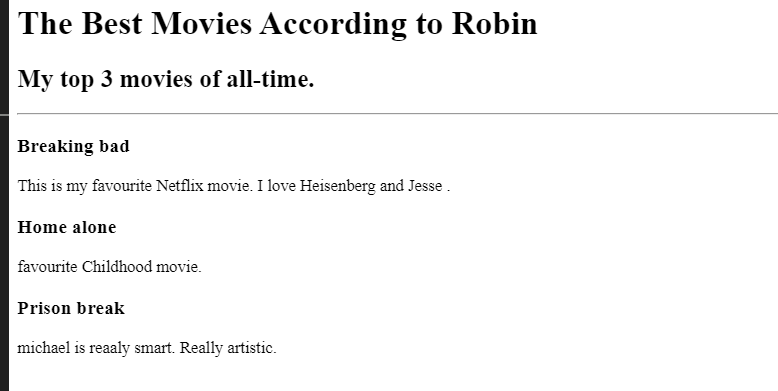 The Best Movies According to Robin
My top 3 movies of all-time.
Breaking bad
This is my favourite Netflix movie. I love Heisenberg and Jesse .
Home alone
favourite Childhood movie.
Prison break
michael is reaaly smart. Really artistic.